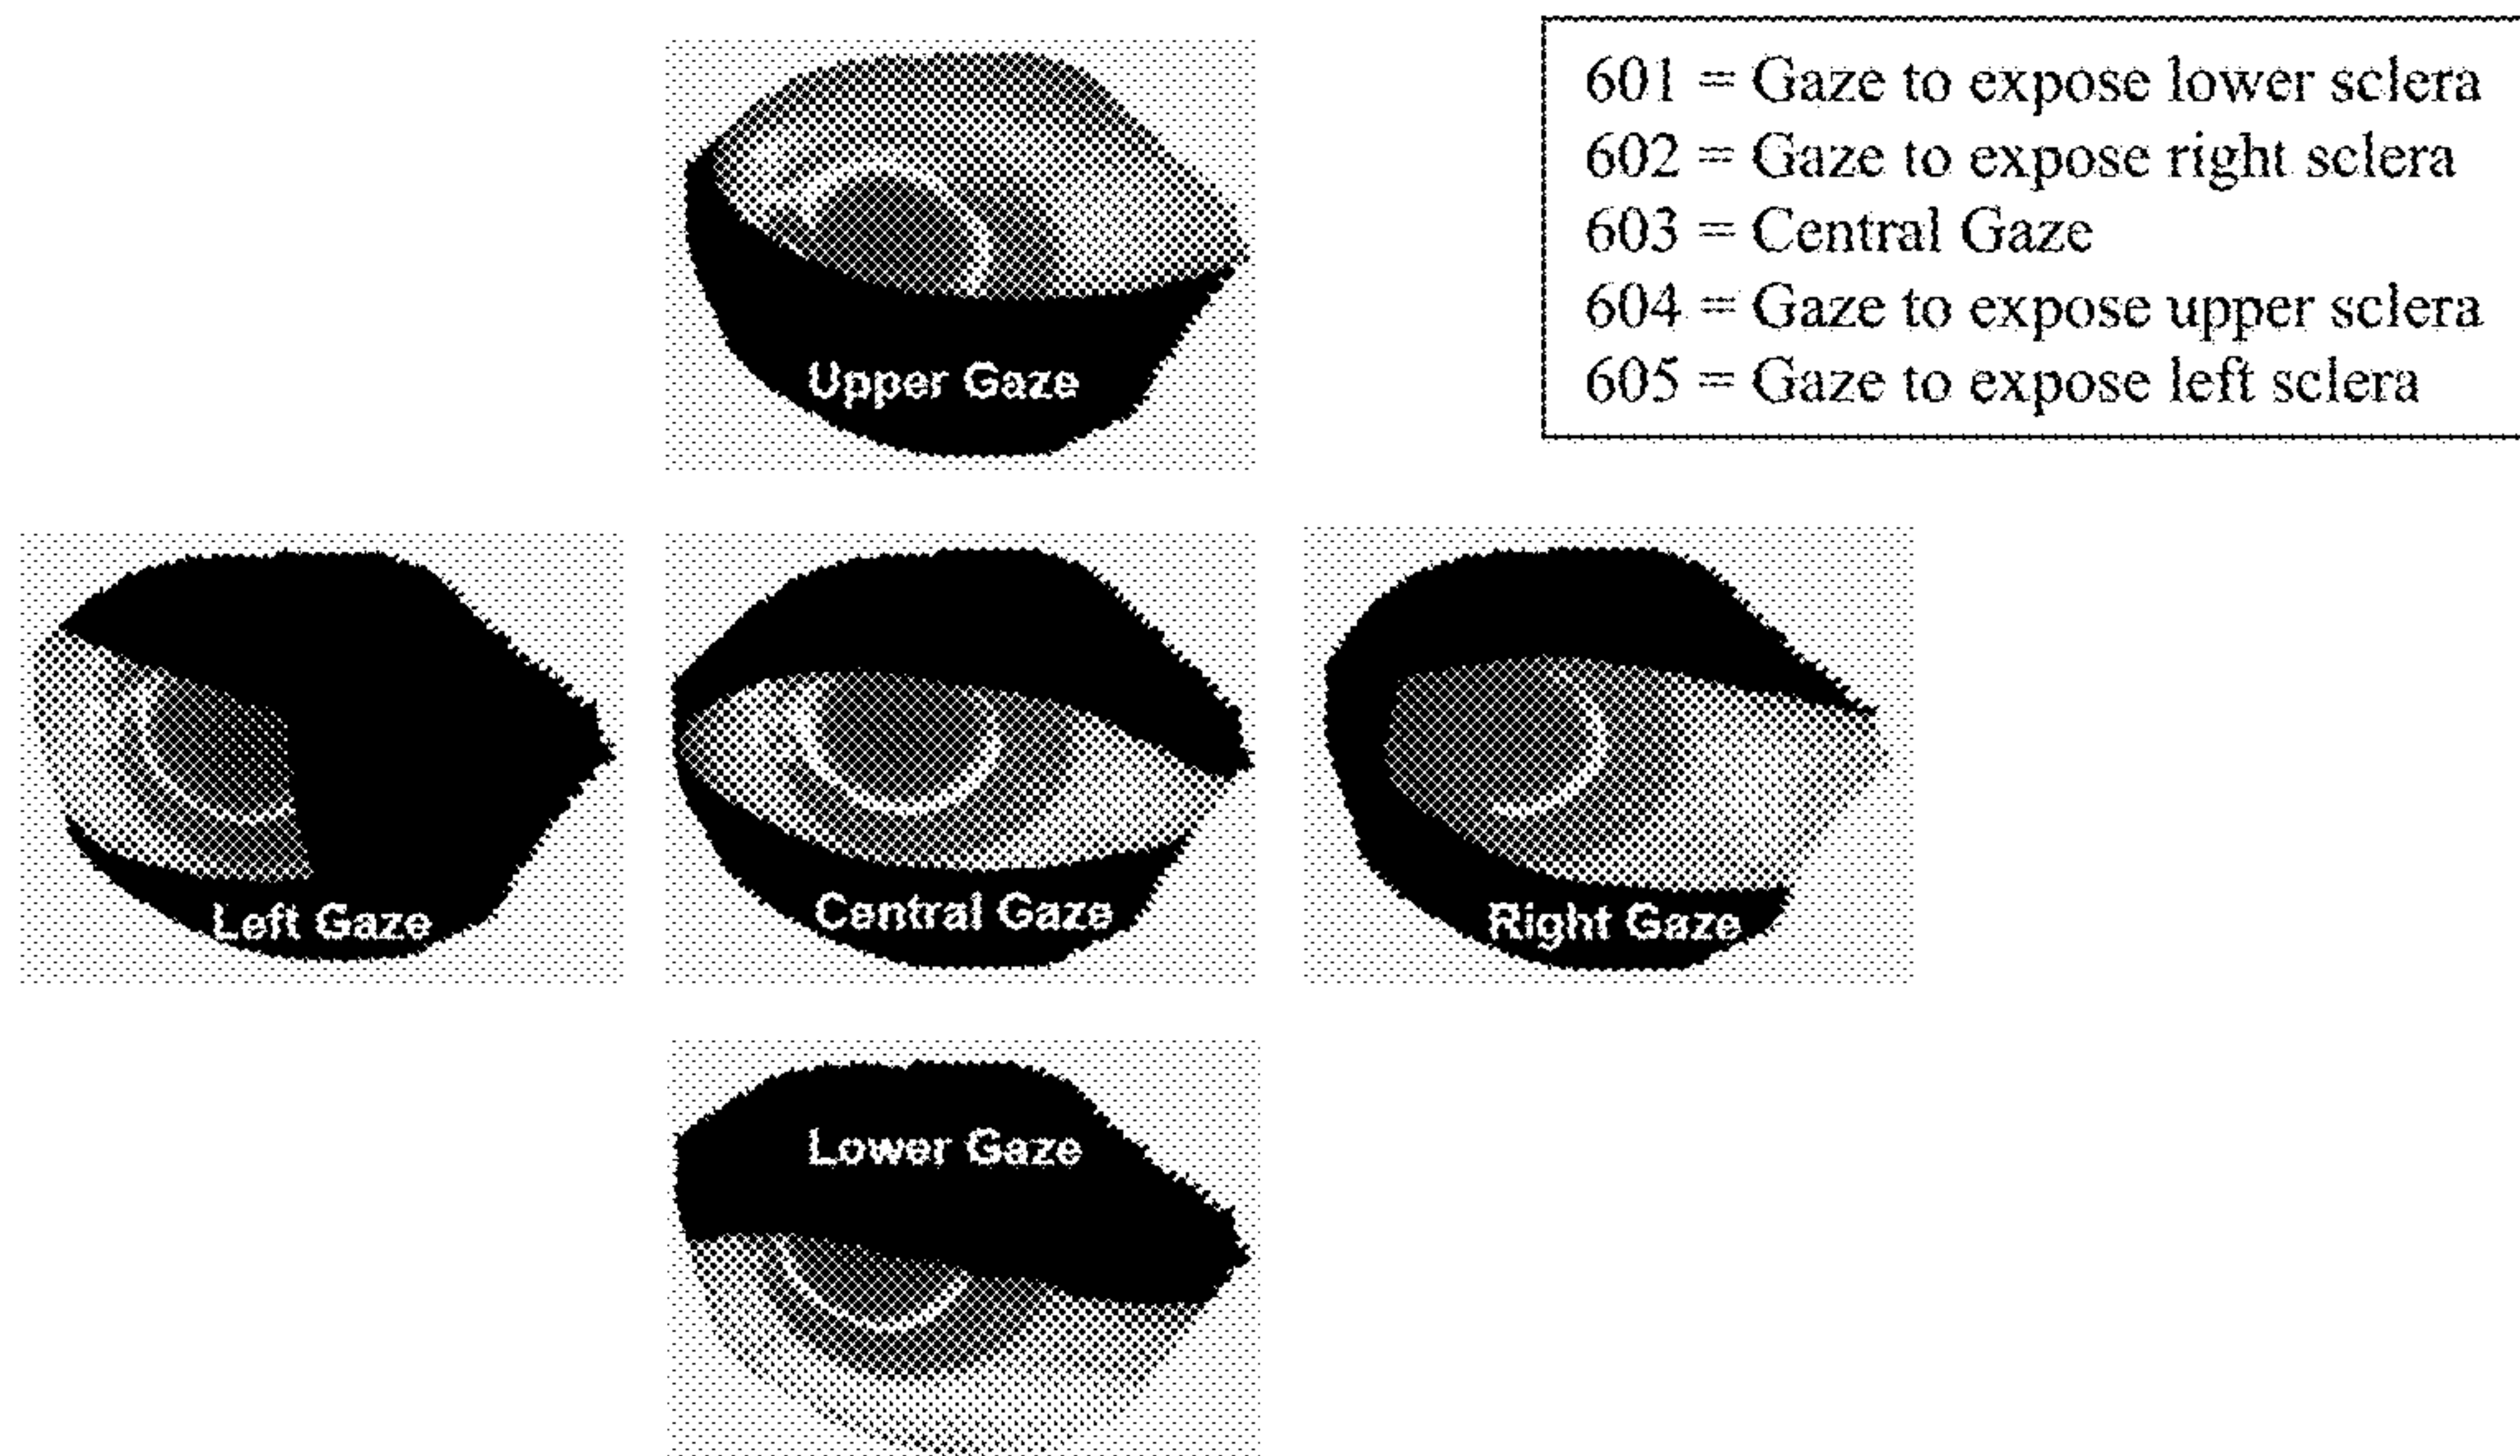 601 = Gaze to expose lower sclera
602 = Gaze to expose right sclera
603 = Central Gaze
604 = Gaze to expose upper sclera
605 = Gaze to expose left sclera
Upper Gaze
Left Gaze
Central Gaze
Right Gaze
Lower Gaze